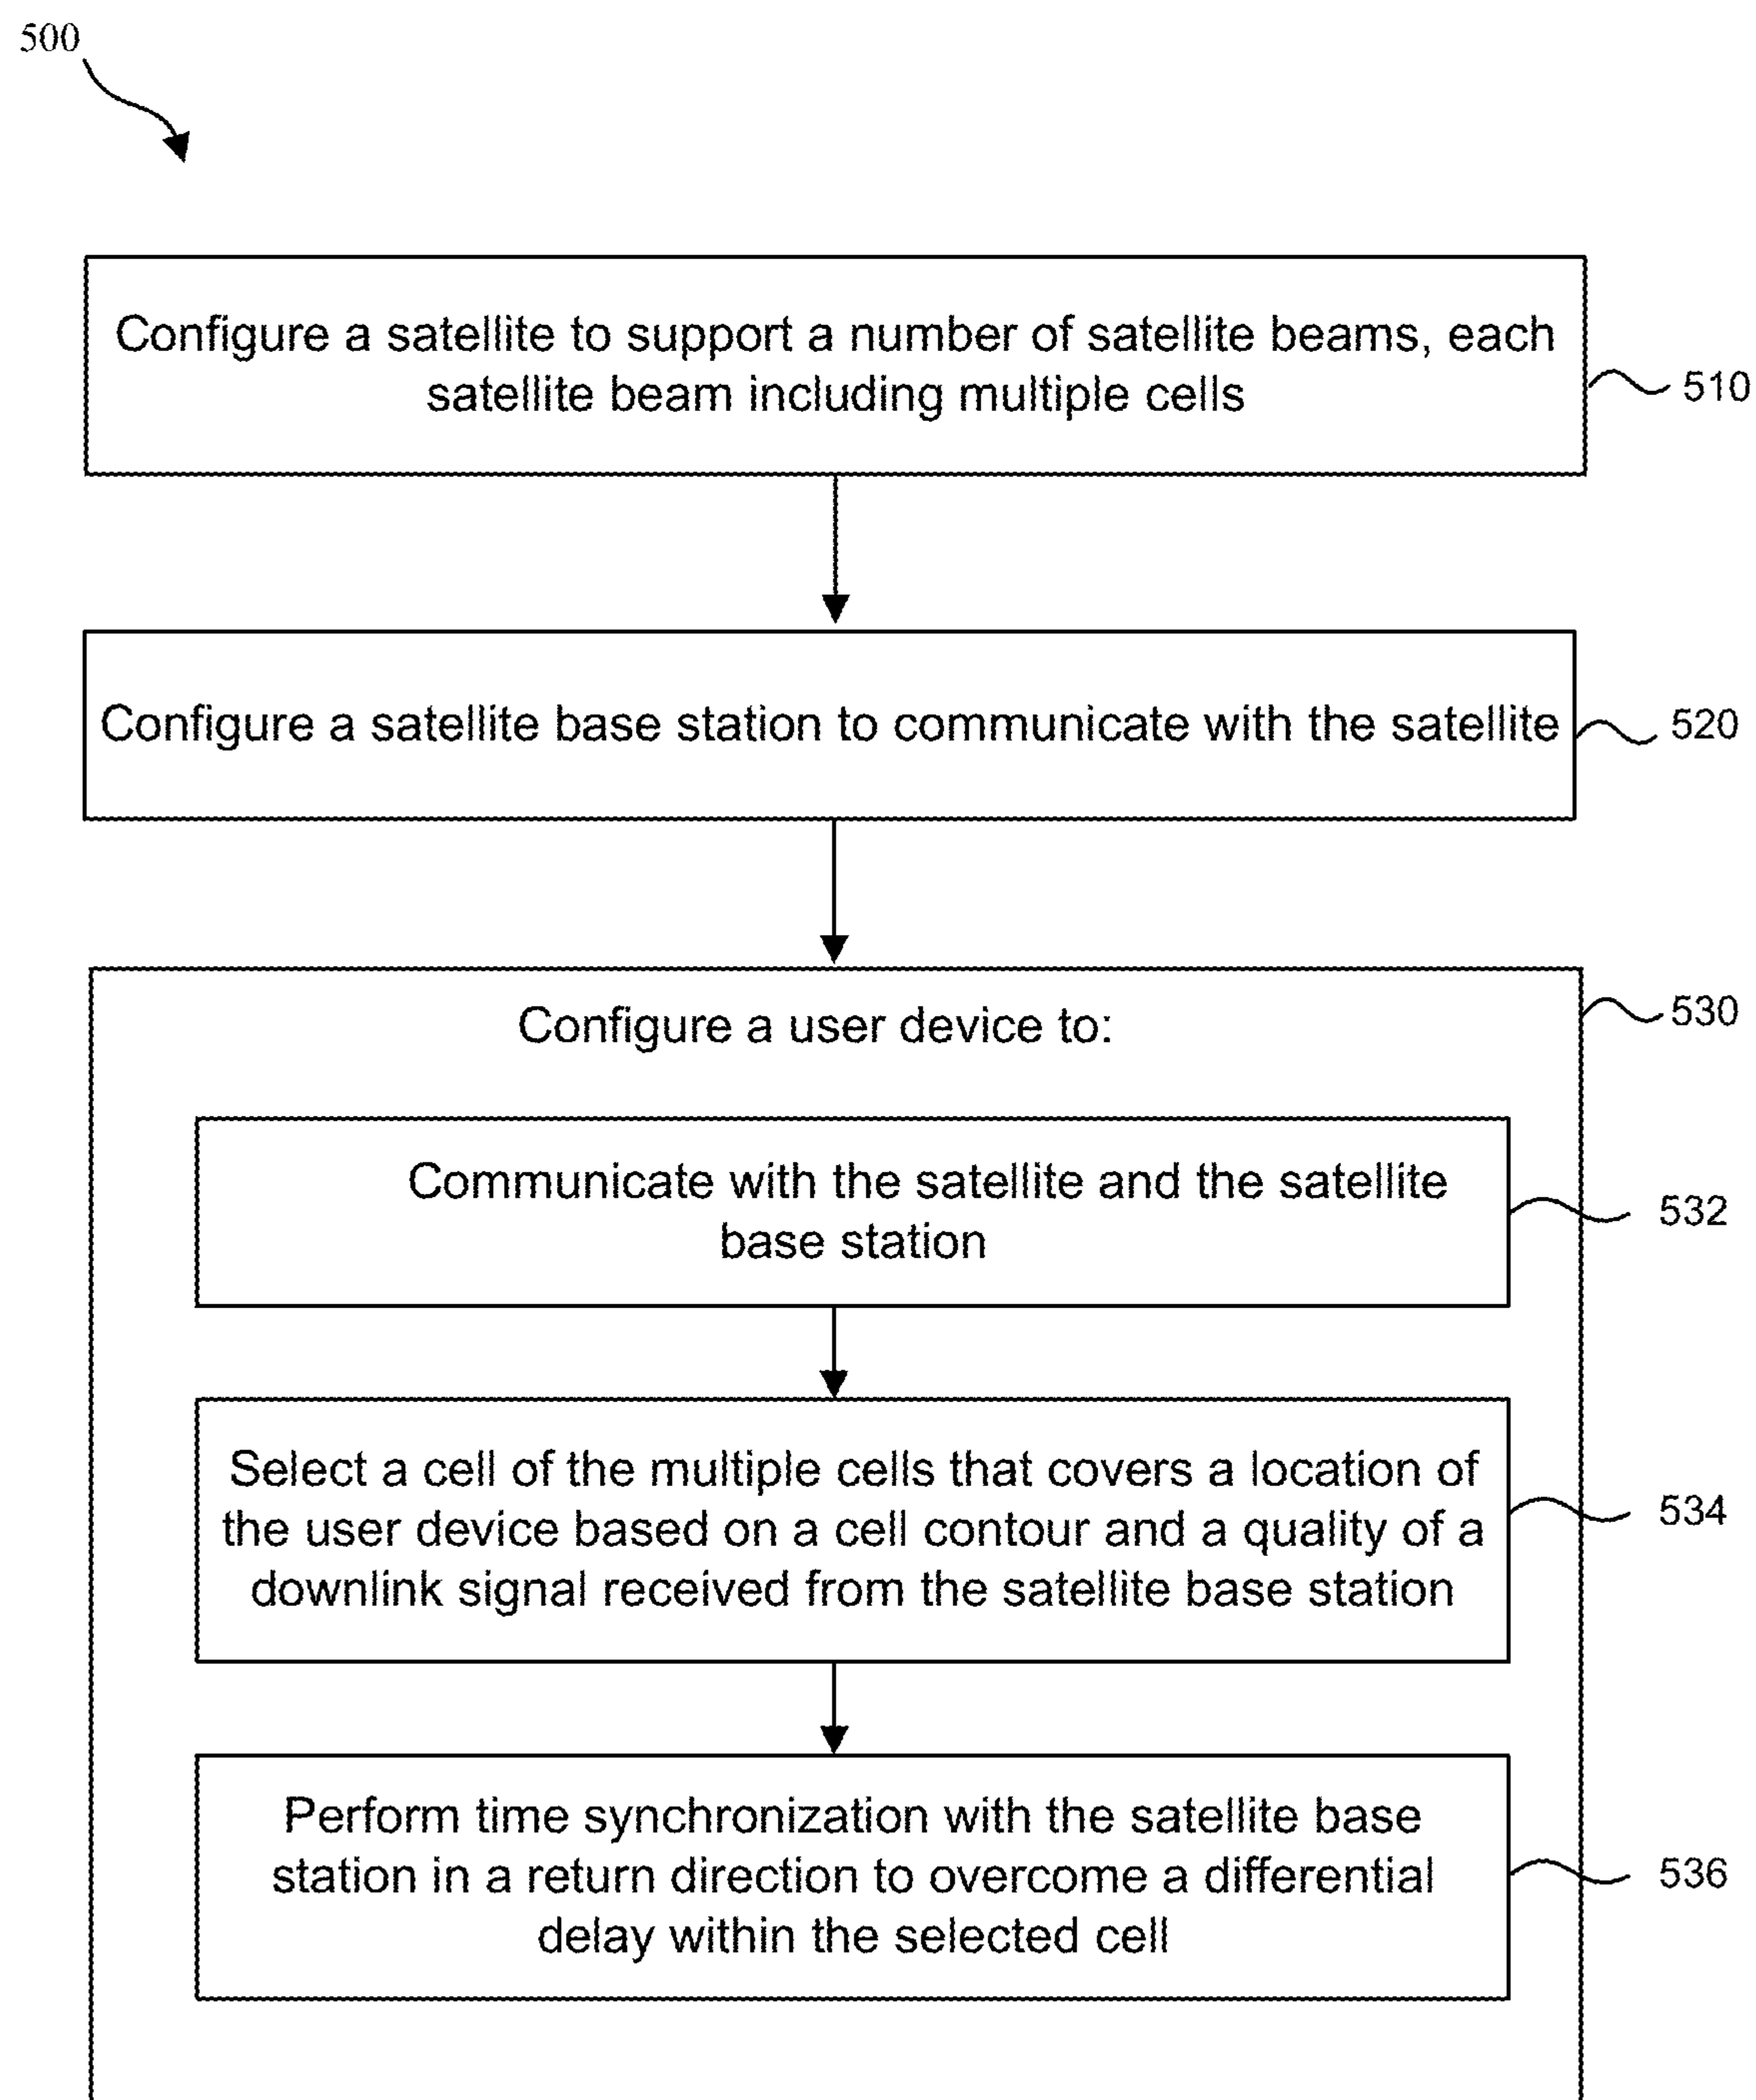 500
Configure a satellite to support a number of satellite beams, each
satellite beam including multiple cells
510
Configure a satellite base station to communicate with the satellite
520
Configure a user device to:
530
Communicate with the satellite and the satellite
base station
532
Select a cell of the multiple cells that covers a location of
the user device based on a cell contour and a quality of a
downlink signal received from the satellite base station
534
Perform time synchronization with the satellite base
station in a return direction to overcome a differential
delay within the selected cell
536